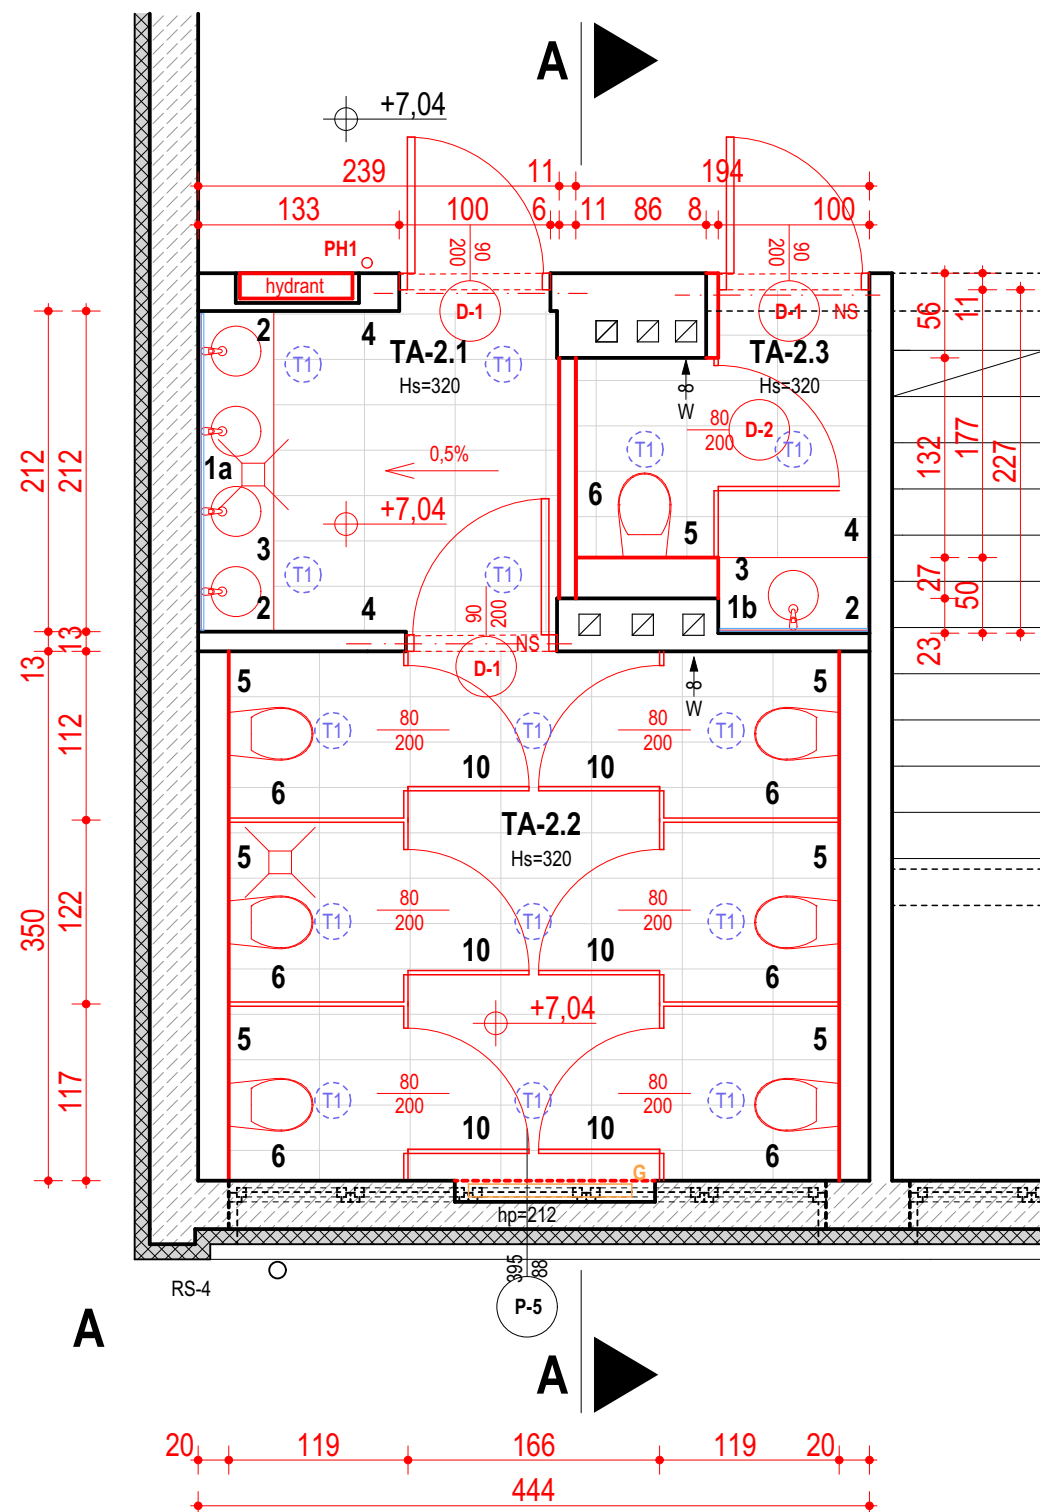 A
+7,04
239 11 194
133 100 6 11 86 8 100
PH1
90
200
90
200
hydrant
D-1
D-1
NS
2
4
TA-2.1
Hs=320
TA-2.3
Hs=320
T1
T1
8
W
80
200
D-2
T1
T1
0,5%
1a
+7,04
6
5
4
3
T1
T1
3
2
4
90
200
1b
2
NS
D-1
8
W
56
11
132
177
227
27
50
23
212
212
13
13
112
350
122
117
5
5
T1
80
200
T1
80
200
T1
6
10
10
6
TA-2.2
Hs=320
5
5
T1
80
200
T1
80
200
T1
6
10
10
6
+7,04
5
5
T1
80
200
T1
80
200
T1
6
10
10
6
G
hp=212
395
88
RS-4
P-5
A
A
20 119 166 119 20
444